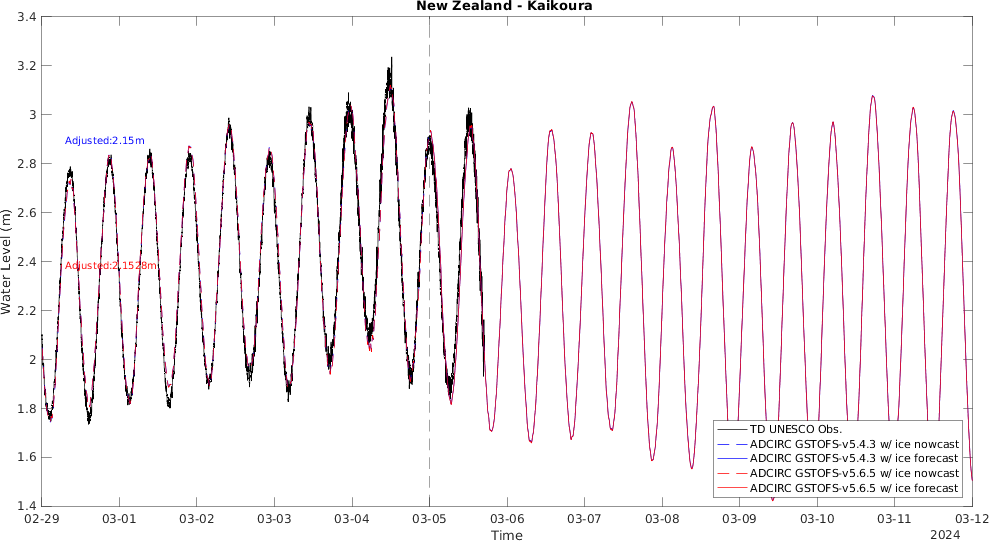 New Zealand - Kaikoura
3.4
3.2
3
2.8
2.6
2.4
2.2
2
1.8
1.6
1.4
Water Level (m)
Adjusted:2.15m
Adjusted:2.1528m
TD UNESCO Obs.
ADCIRC GSTOFS-v5.4.3 w/ ice nowcast
ADCIRC GSTOFS-v5.4.3 w/ ice forecast
ADCIRC GSTOFS-v5.6.5 w/ ice nowcast
ADCIRC GSTOFS-v5.6.5 w/ ice forecast
02-29 03-01 03-02 03-03 03-04 03-05 03-06 03-07 03-08 03-09 03-10 03-11 03-12
Time
2024